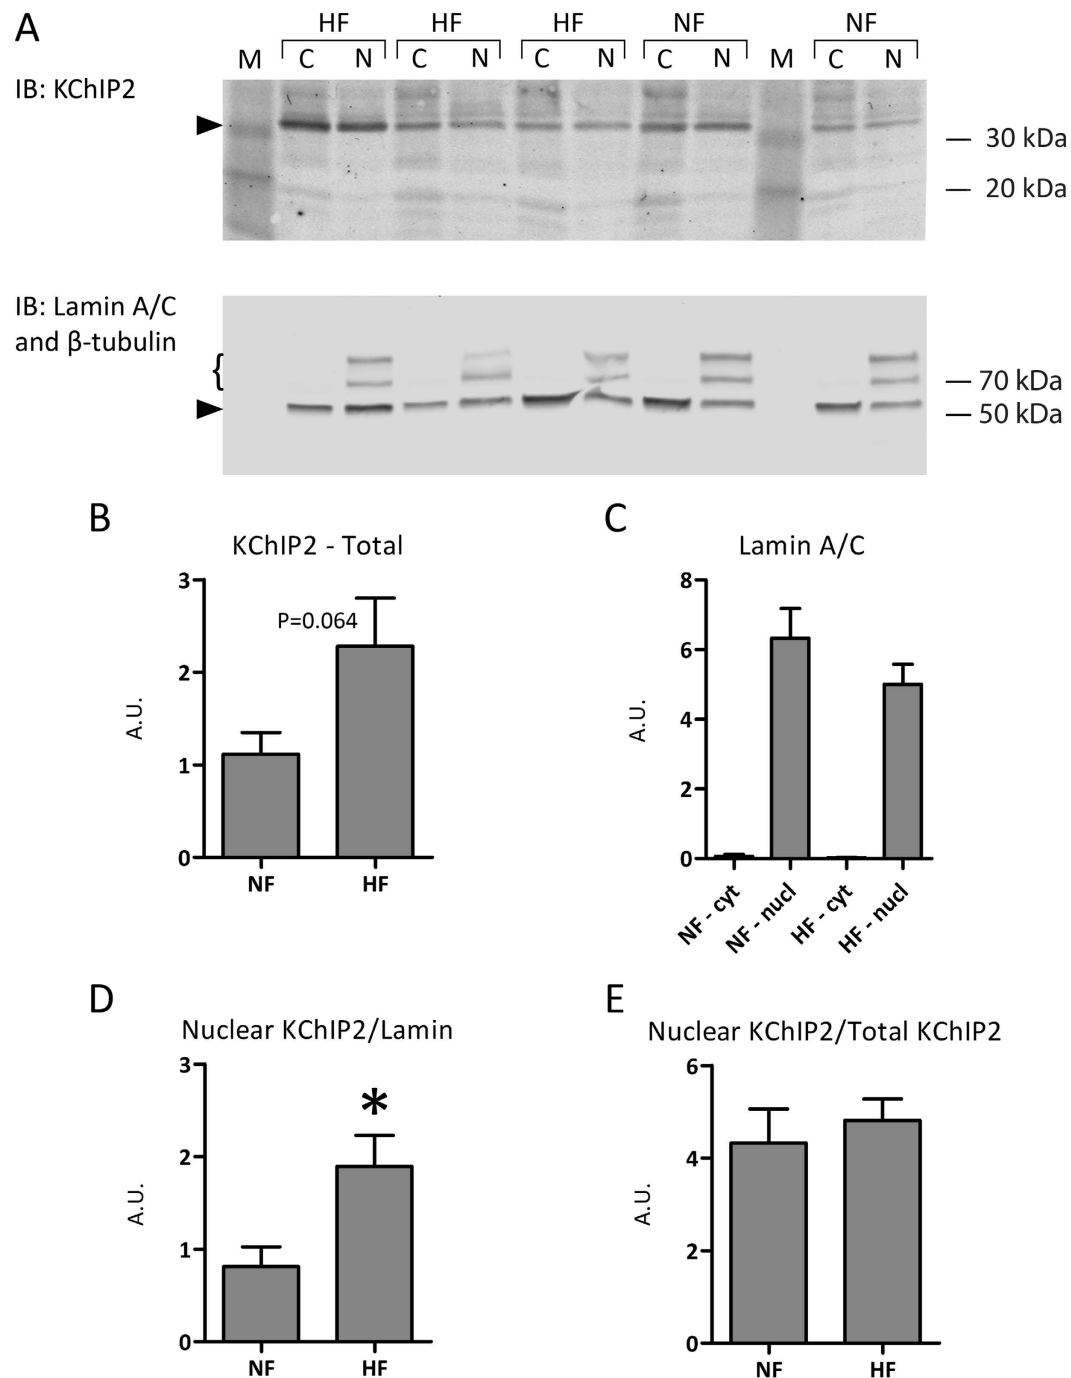 A
HF HF HF NF NF
M C N C N C N C N M C N
IB: KChIP2
30 kDa
20 kDa
IB: Lamin A/C
and β-tubulin
{
70 kDa
50 kDa
B
KChIP2 - Total
3
P=0.064
2
A.U.
1
0
NF HF
C
Lamin A/C
8
6
A.U.
4
2
0
NF - cyt
NF - nucl
HF - cyt
HF - nucl
D
Nuclear KChIP2/Lamin
3
*
2
A.U.
1
0
NF HF
E
Nuclear KChIP2/Total KChIP2
6
4
A.U.
2
0
NF HF